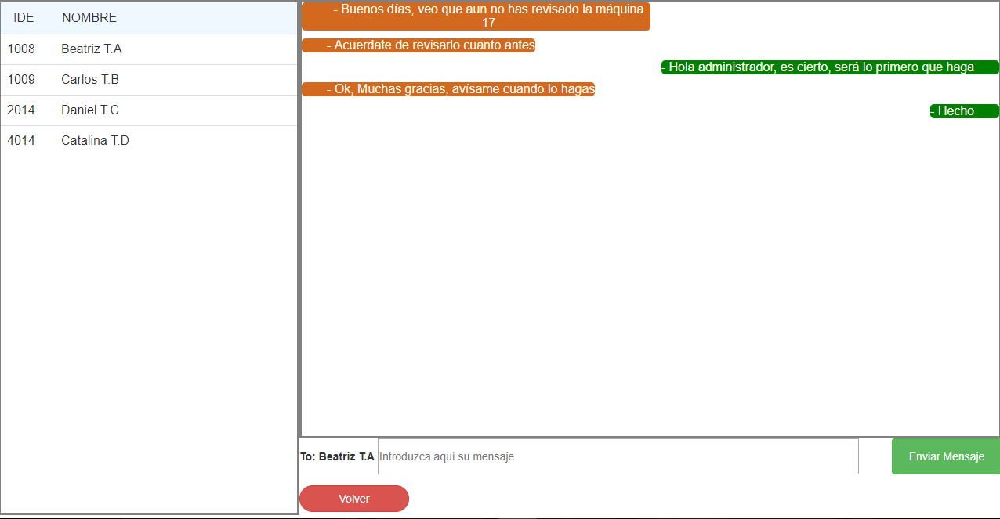 IDE NOMBRE
1008 Beatriz T.A
1009 Carlos T.B
2014 Daniel T.C
4014 Catalina T.D
- Buenos días, veo que aun no has revisado la máquina
17
- Acuerdate de revisarlo cuanto antes
- Hola administrador, es cierto, será lo primero que haga
- Ok, Muchas gracias, avísame cuando lo hagas
- Hecho
To: Beatriz T.A Introduzca aquí su mensaje Enviar Mensaje
Volver